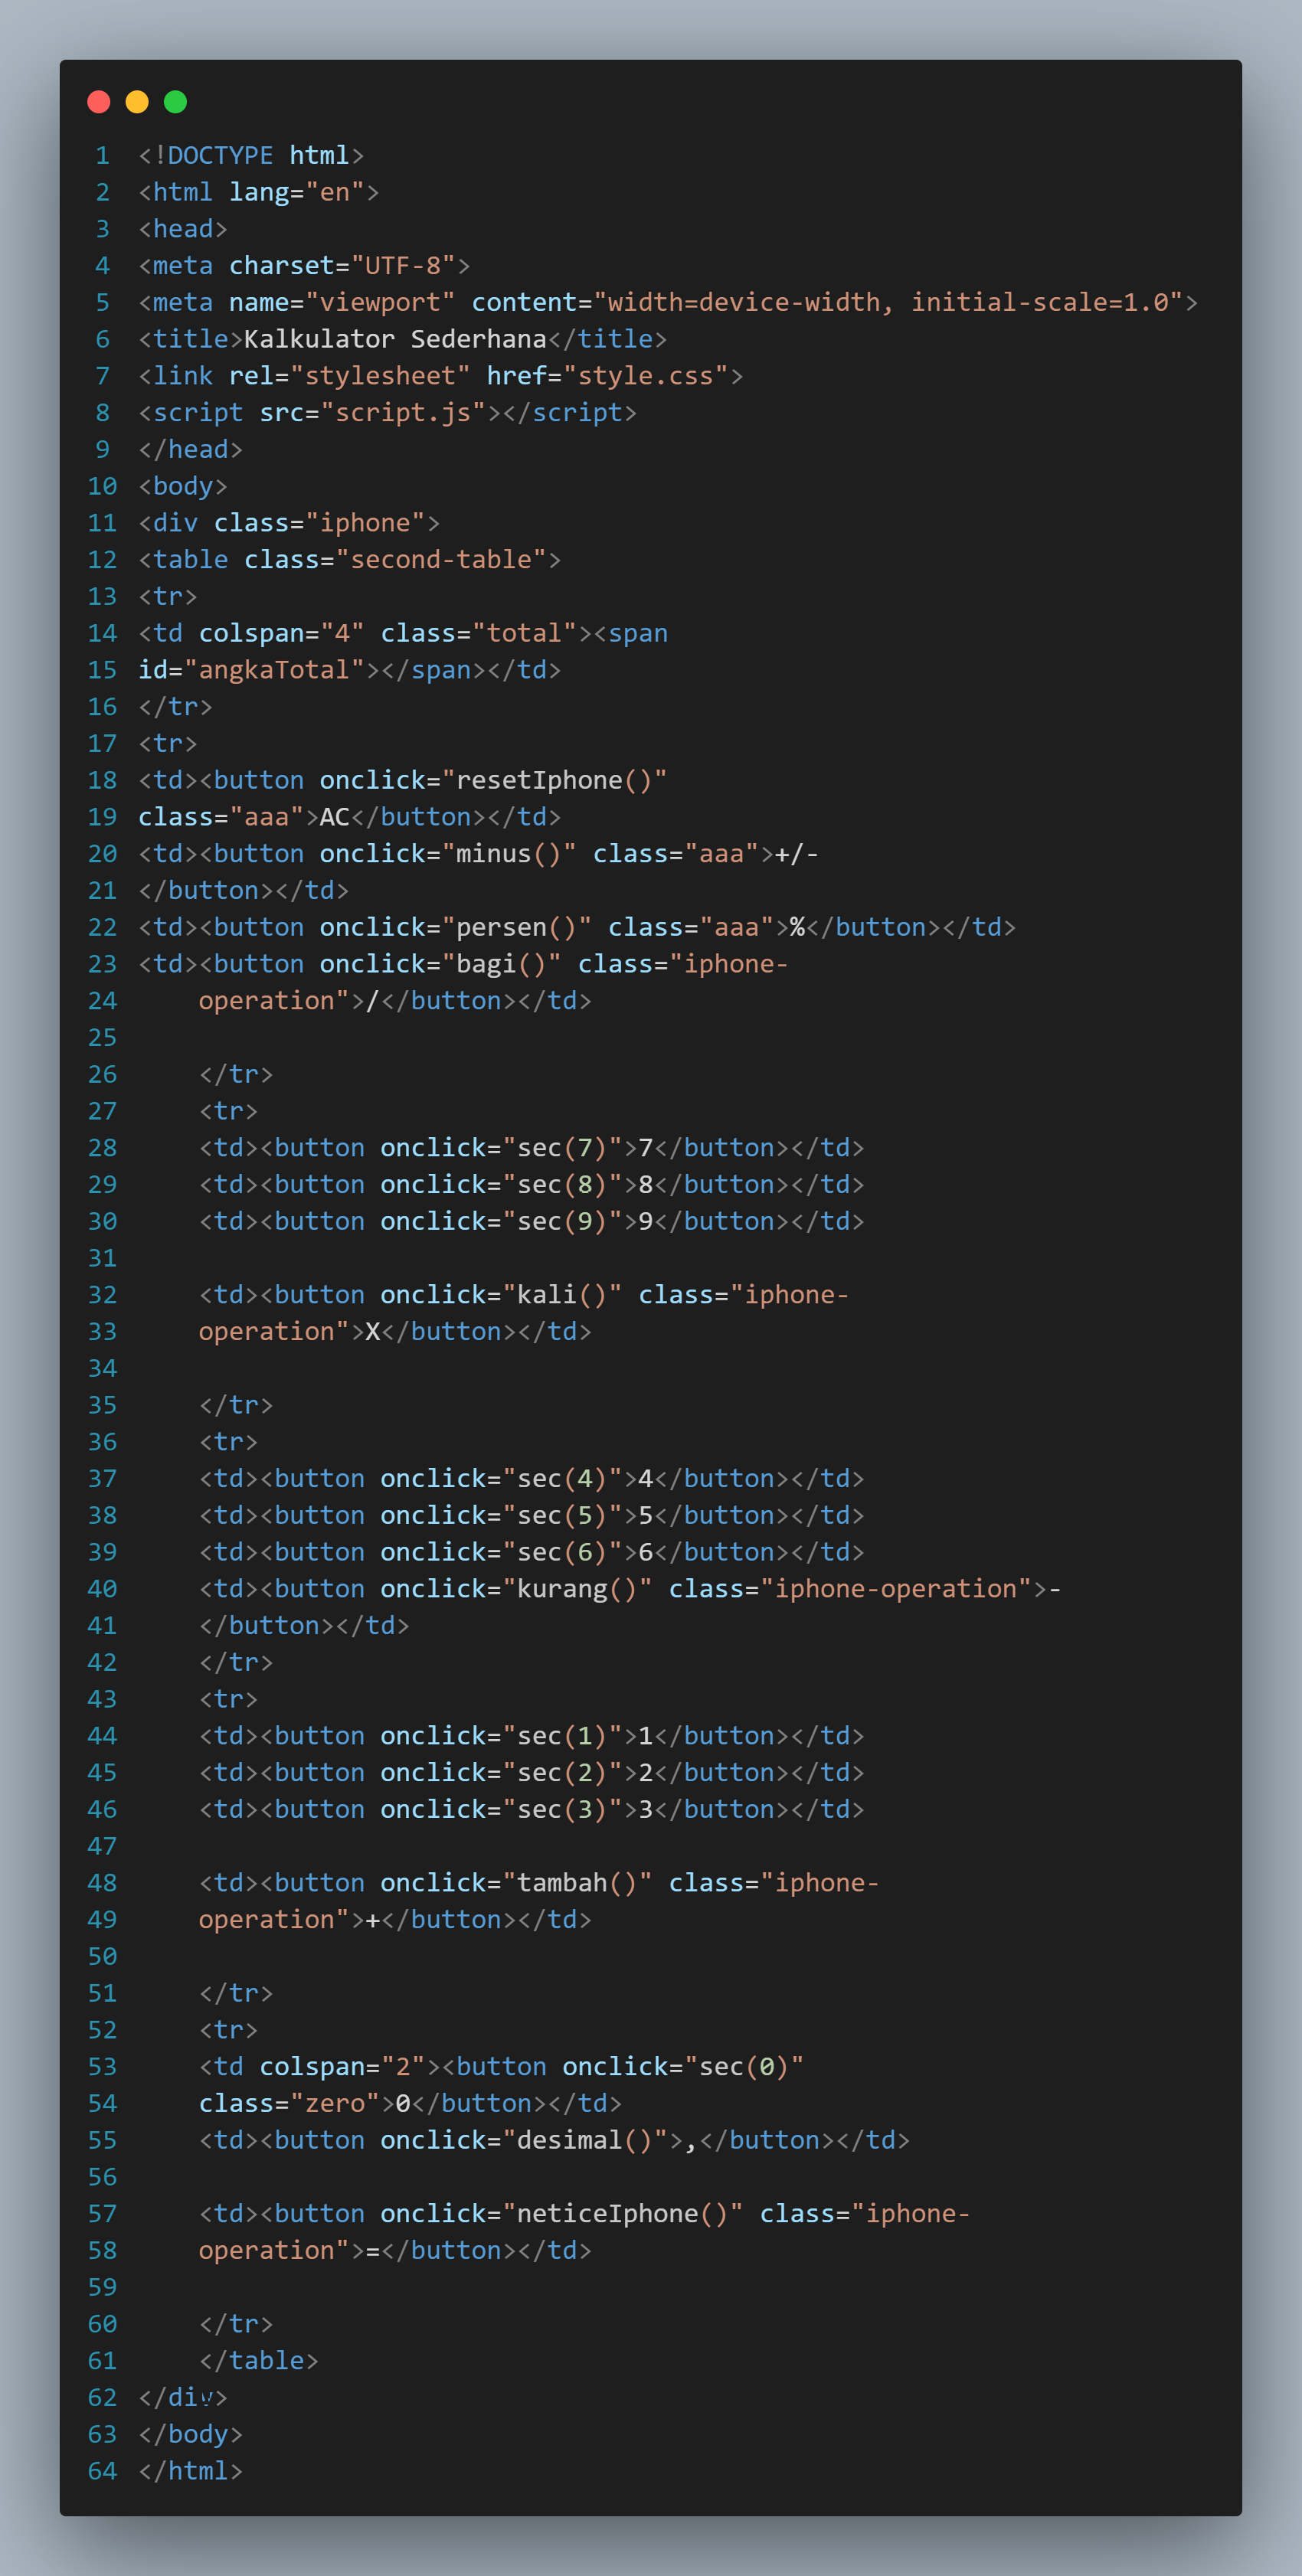 1 <!DOCTYPE html>
2 <html lang="en">
3 <head>
4 <meta charset="UTF-8">
5 <meta name="viewport" content="width=device-width, initial-scale=1.0">
6 <title>Kalkulator Sederhana</title>
7 <link rel="stylesheet" href="style.css">
8 <script src="script.js"></script>
9 </head>
10 <body>
11 <div class="iphone">
12 <table class="second-table">
13 <tr>
14 <td colspan="4" class="total"><span
15 id="angkaTotal"></span></td>
16 </tr>
17 <tr>
18 <td><button onclick="resetIphone()"
19 class="aaa">AC</button></td>
20 <td><button onclick="minus()" class="aaa">+/-
21 </button></td>
22 <td><button onclick="persen()" class="aaa">%</button></td>
23 <td><button onclick="bagi()" class="iphone-
24     operation">/</button></td>
25
26     </tr>
27     <tr>
28     <td><button onclick="sec(7)">7</button></td>
29     <td><button onclick="sec(8)">8</button></td>
30     <td><button onclick="sec(9)">9</button></td>
31
32     <td><button onclick="kali()" class="iphone-
33     operation">X</button></td>
34
35     </tr>
36     <tr>
37     <td><button onclick="sec(4)">4</button></td>
38     <td><button onclick="sec(5)">5</button></td>
39     <td><button onclick="sec(6)">6</button></td>
40     <td><button onclick="kurang()" class="iphone-operation">-
41     </button></td>
42     </tr>
43     <tr>
44     <td><button onclick="sec(1)">1</button></td>
45     <td><button onclick="sec(2)">2</button></td>
46     <td><button onclick="sec(3)">3</button></td>
47
48     <td><button onclick="tambah()" class="iphone-
49     operation">+</button></td>
50
51     </tr>
52     <tr>
53     <td colspan="2"><button onclick="sec(0)"
54     class="zero">0</button></td>
55     <td><button onclick="desimal()">,</button></td>
56
57     <td><button onclick="neticeIphone()" class="iphone-
58     operation">=</button></td>
59
60     </tr>
61     </table>
62 </div>
63 </body>
64 </html>